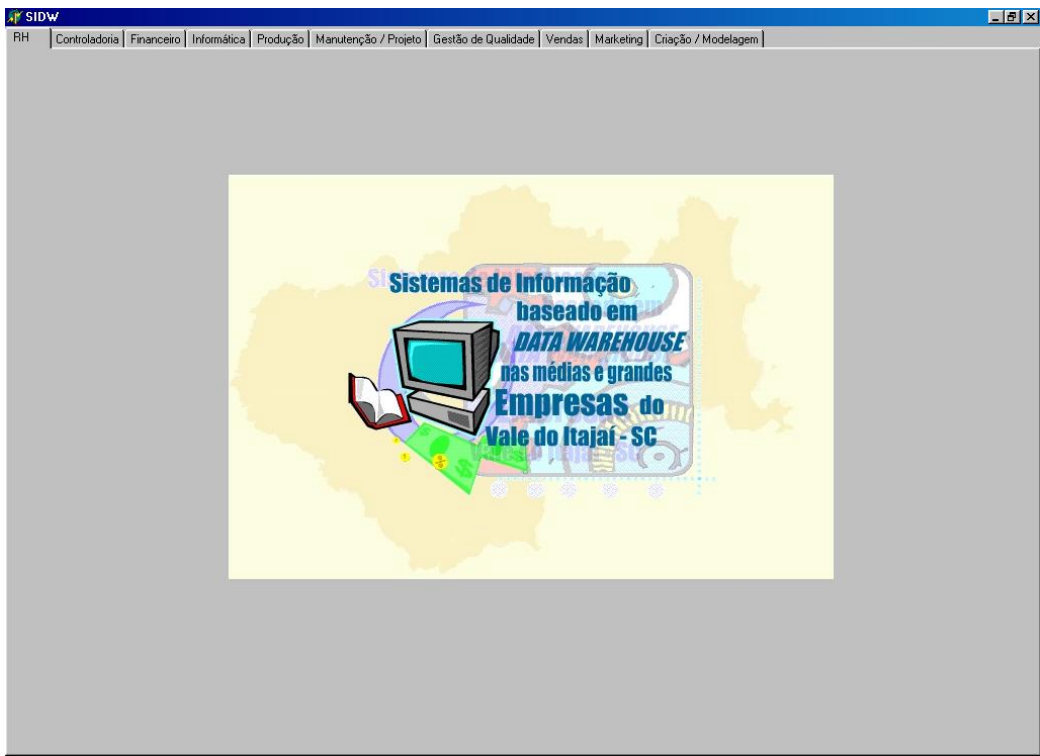 SIDW
RH Controladoria Financeiro Informática Produção Manutenção / Projeto Gestão de Qualidade Vendas Marketing Criação / Modelagem
Sistemas de Informação
baseado em
DATA WAREHOUSE
nas médias e grandes
Empresas do
Vale do Itajaí - SC